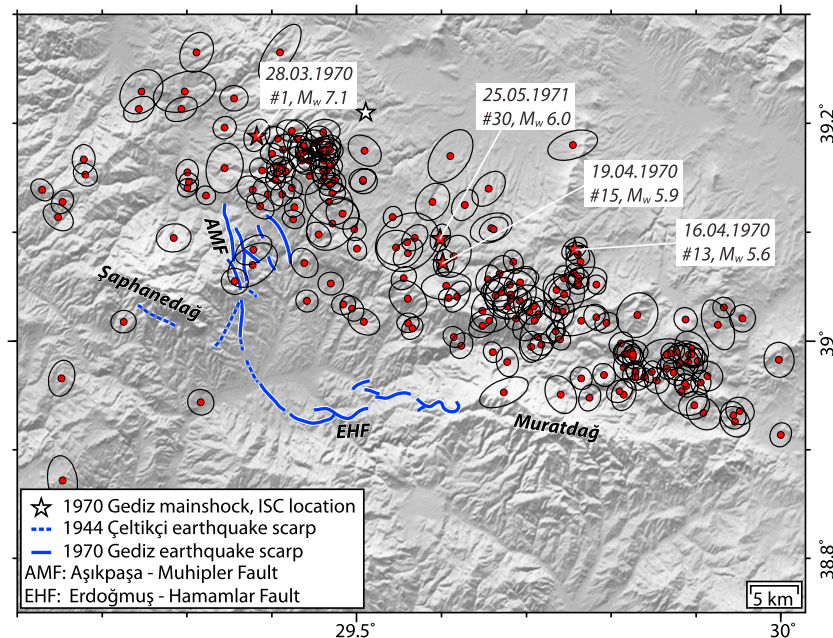 28.03.1970
#1, Mw 7.1
25.05.1971
#30, Mw 6.0
39.2°
19.04.1970
#15, Mw 5.9
16.04.1970
#13, Mw 5.6
AMF
Şaphanedağ
39°
EHF
Muratdağ
1970 Gediz mainshock, ISC location
1944 Çeltikçi earthquake scarp
1970 Gediz earthquake scarp
AMF: Aşıkpaşa - Muhipler Fault
EHF: Erdoğmuş - Hamamlar Fault
38.8°
5 km
29.5°
30°